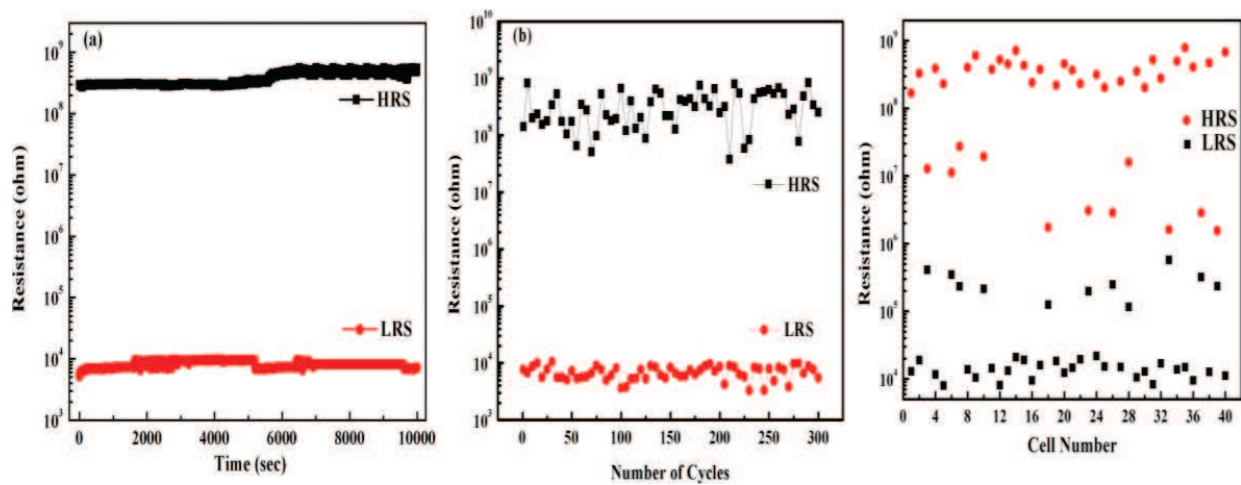 (a)
10⁹
10⁸
10⁷
10⁶
10⁵
10⁴
10³
Resistance (ohm)
HRS
LRS
0 2000 4000 6000 8000 10000
Time (sec)
(b)
10¹⁰
10⁹
10⁸
10⁷
10⁶
10⁵
10⁴
10³
10²
Resistance (ohm)
HRS
LRS
0 50 100 150 200 250 300
Number of Cycles
10⁹
10⁸
10⁷
10⁶
10⁵
10⁴
Resistance (ohm)
HRS
LRS
0 4 8 12 16 20 24 28 32 36 40
Cell Number